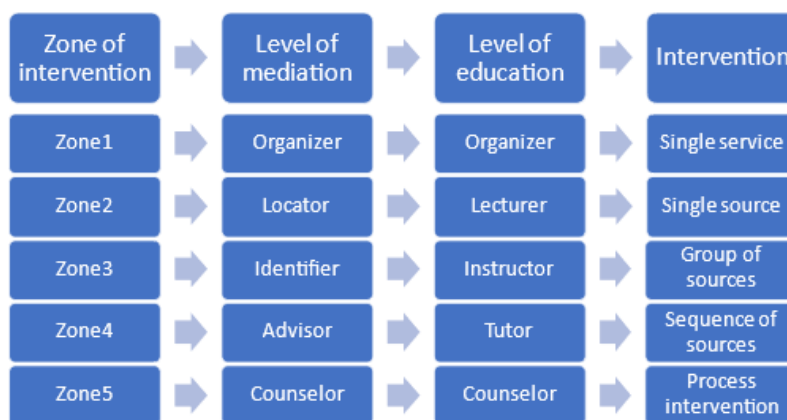 Zone of
intervention
Level of
mediation
Level of
education
Intervention
Zone1
Organizer
Organizer
Single service
Zone2
Locator
Lecturer
Single source
Zone3
Identifier
Instructor
Group of
sources
Zone4
Advisor
Tutor
Sequence of
sources
Zone5
Counselor
Counselor
Process
intervention